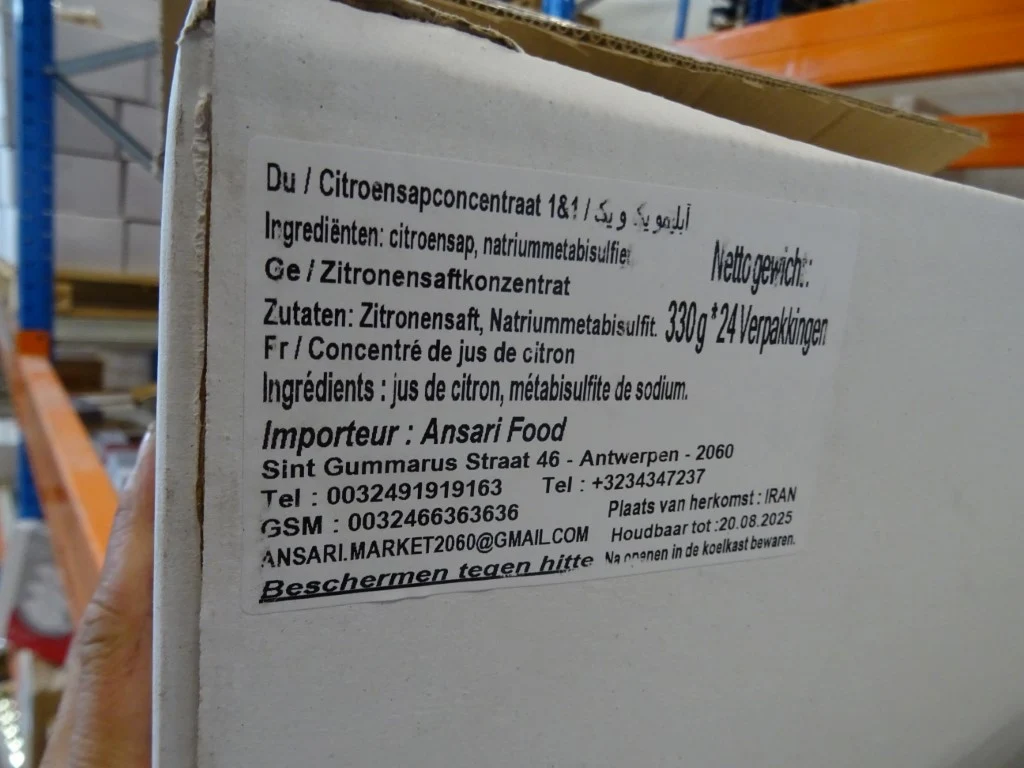 Du / Citroensapconcentraat 1&1 / آبلیمو یک و یک
Ingrediënten: citroensap, natriummetabisulfiet
Ge / Zitronensaftkonzentrat
Zutaten: Zitronensaft, Natriummetabisulfit.
Fr / Concentré de jus de citron
Ingrédients : jus de citron, métabisulfite de sodium.
Netto gewicht:
330g *24 Verpakkingen
Importeur : Ansari Food
Sint Gummarus Straat 46 - Antwerpen - 2060
Tel : 0032491919163 Tel : +3234347237
GSM : 0032466363636
ANSARI.MARKET2060@GMAIL.COM
Plaats van herkomst : IRAN
Houdbaar tot :20.08.2025
Beschermen tegen hitte Na openen in de koelkast bewaren.